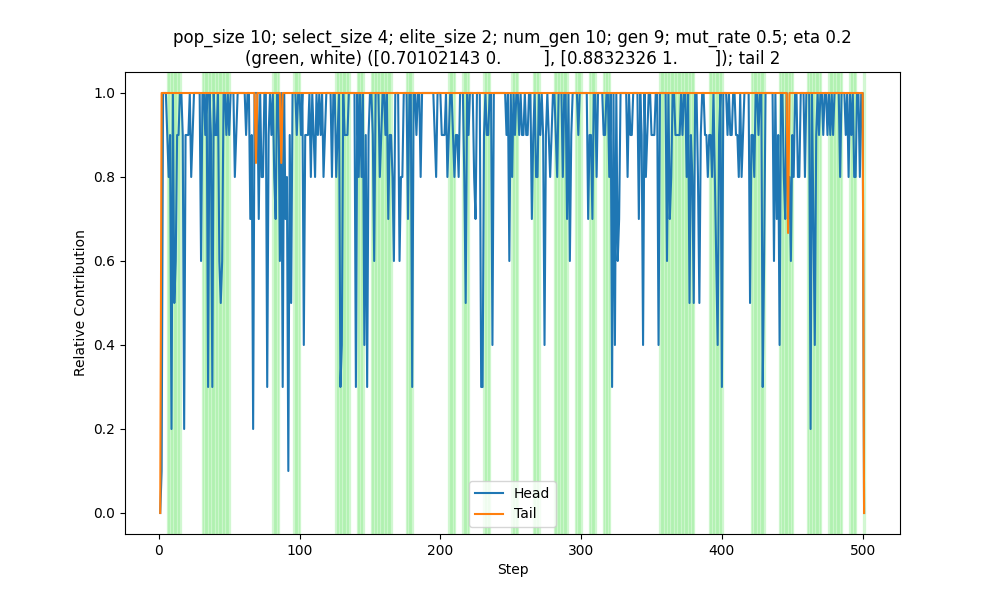 pop_size 10; select_size 4; elite_size 2; num_gen 10; gen 9; mut_rate 0.5; eta 0.2
(green, white) ([0.70102143 0.        ], [0.8832326 1.       ]); tail 2
1.0
0.8
0.6
0.4
0.2
0.0
Relative Contribution
Head
Tail
0 100 200 300 400 500
Step